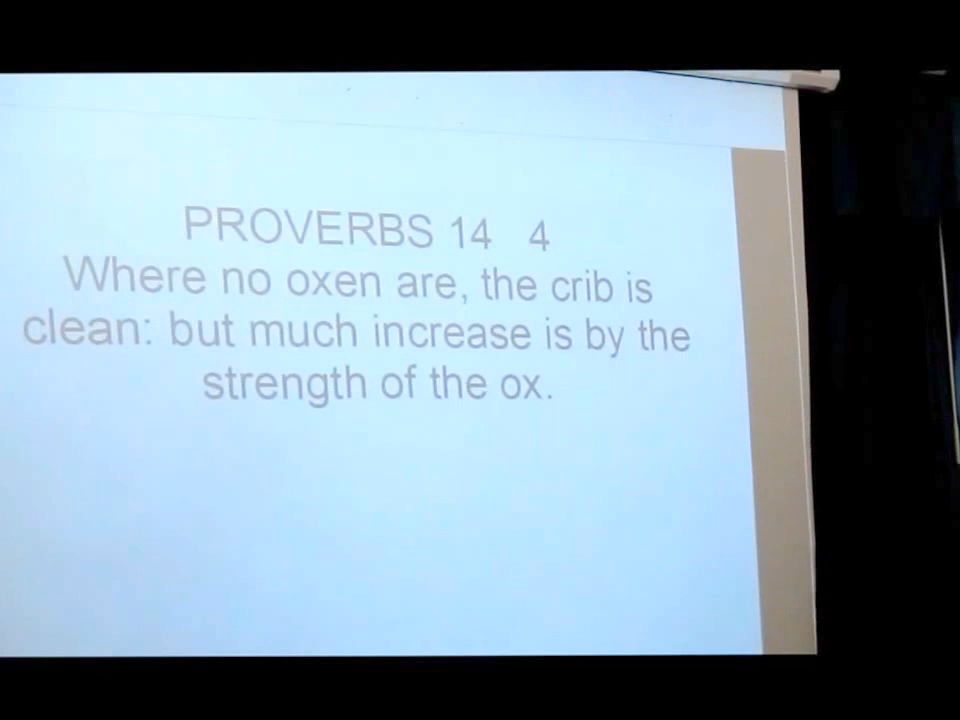 PROVERBS 14 4
Where no oxen are, the crib is
clean: but much increase is by the
strength of the ox.